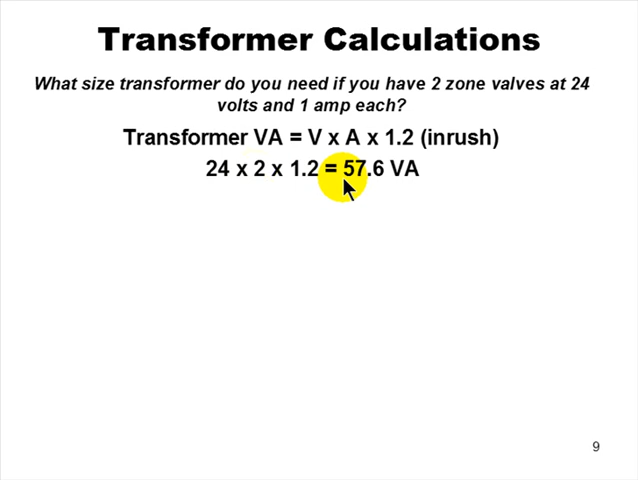 Transformer Calculations
What size transformer do you need if you have 2 zone valves at 24
volts and 1 amp each?
Transformer VA = V x A x 1.2 (inrush)
24 x 2 x 1.2 = 57.6 VA
9